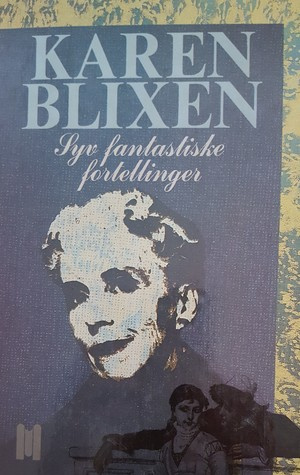 KAREN
BLIXEN
Syv fantastiske
fortellinger